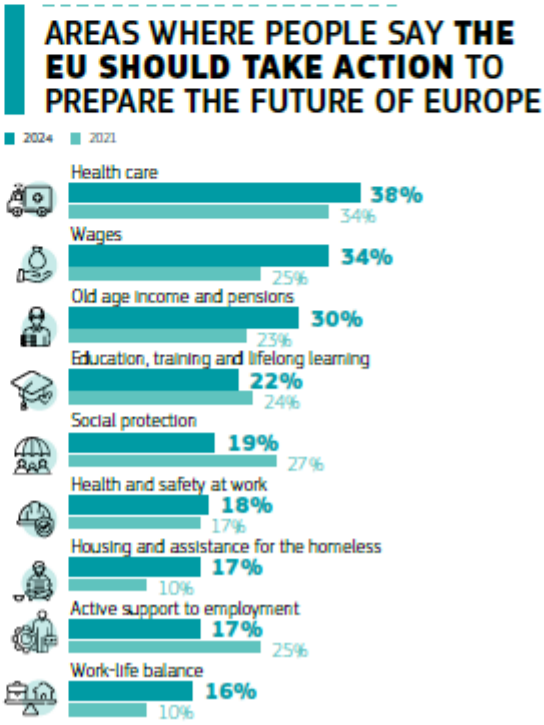 AREAS WHERE PEOPLE SAY THE
EU SHOULD TAKE ACTION TO
PREPARE THE FUTURE OF EUROPE
2024 2021
Health care
38%
34%
Wages
34%
25%
Old age income and pensions
30%
23%
Education, training and lifelong learning
22%
24%
Social protection
19%
27%
Health and safety at work
18%
17%
Housing and assistance for the homeless
17%
10%
Active support to employment
17%
25%
Work-life balance
16%
10%